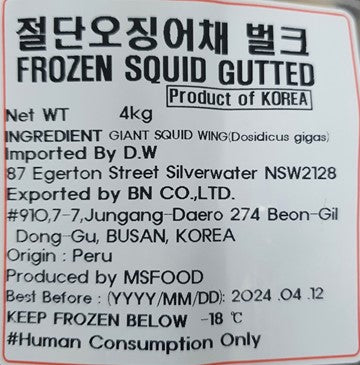 절단오징어채 벌크
FROZEN SQUID GUTTED
Product of KOREA
Net WT 4kg
INGREDIENT GIANT SQUID WING(Dosidicus gigas)
Imported By D.W
87 Egerton Street Silverwater NSW2128
Exported by BN CO.,LTD.
#910,7-7,Jungang-Daero 274 Beon-Gil
Dong-Gu, BUSAN, KOREA
Origin : Peru
Produced by MSFOOD
Best Before : (YYYY/MM/DD): 2024 .04 .12
KEEP FROZEN BELOW -18 ℃
#Human Consumption Only